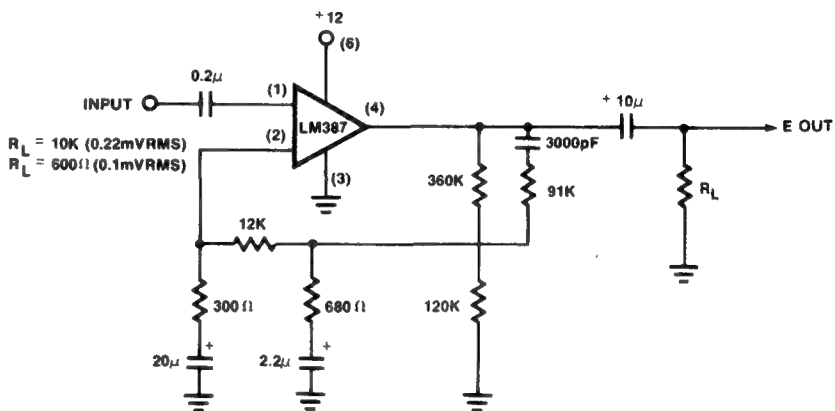 +12
(6)
0.2µ
INPUT
(1)
(4)
+ 10µ
LM387
E OUT
R_L = 10K (0.22mVRMS)
(2)
3000pF
R_L = 600Ω (0.1mVRMS)
(3)
360K
91K
R_L
12K
300Ω
680Ω
120K
+
+
20µ
2.2µ